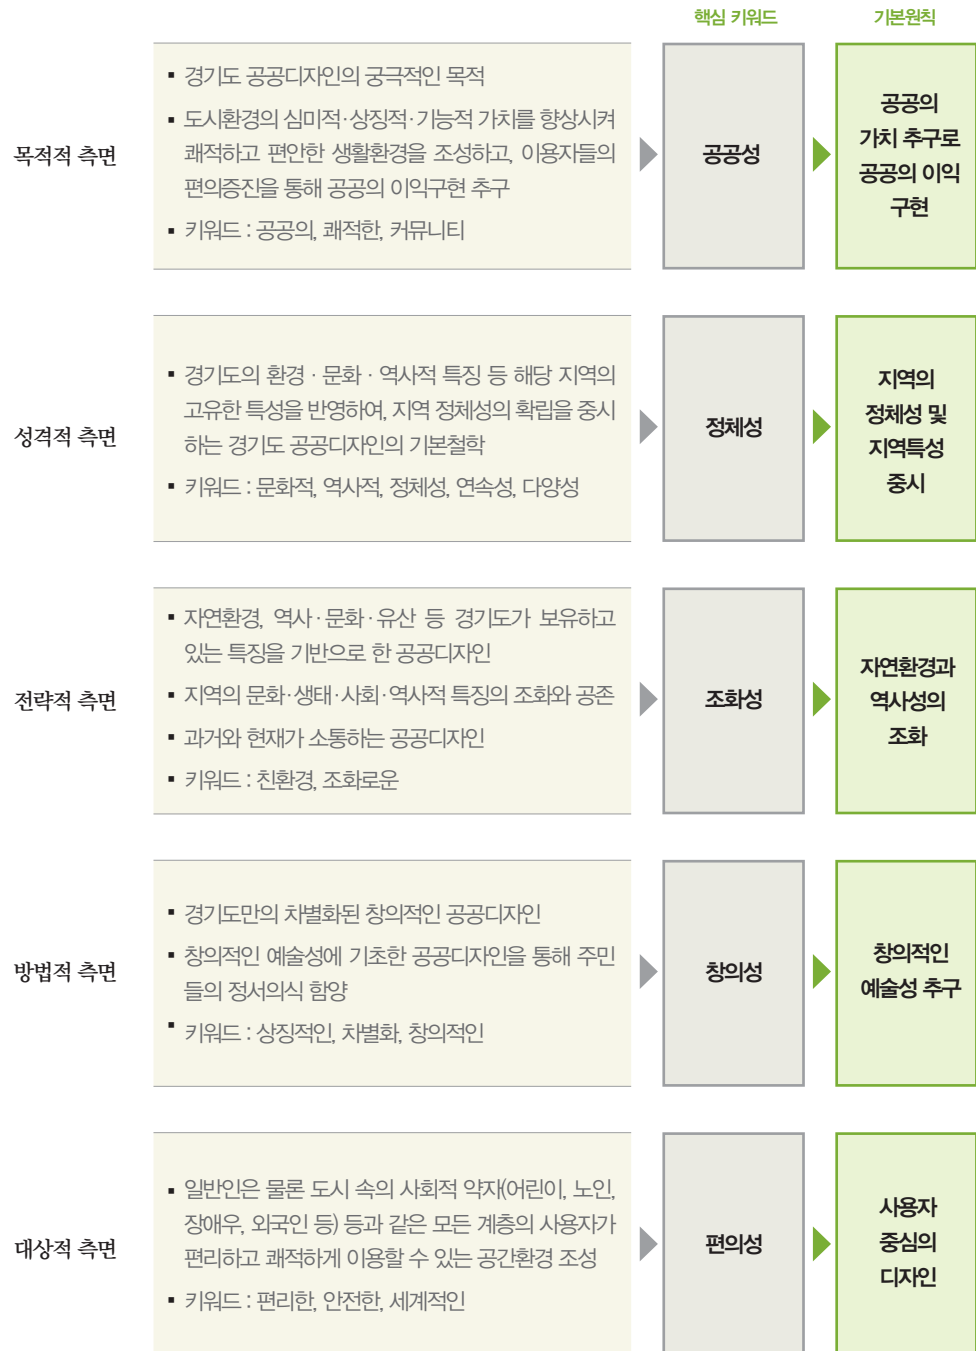 핵심 키워드
기본원칙
목적적 측면
▪ 경기도 공공디자인의 궁극적인 목적
▪ 도시환경의 심미적·상징적·기능적 가치를 향상시켜
쾌적하고 편안한 생활환경을 조성하고, 이용자들의
편의증진을 통해 공공의 이익구현 추구
▪ 키워드 : 공공의, 쾌적한, 커뮤니티
공공성
공공의
가치 추구로
공공의 이익
구현
성격적 측면
▪ 경기도의 환경 · 문화 · 역사적 특징 등 해당 지역의
고유한 특성을 반영하여, 지역 정체성의 확립을 중시
하는 경기도 공공디자인의 기본철학
▪ 키워드 : 문화적, 역사적, 정체성, 연속성, 다양성
정체성
지역의
정체성 및
지역특성
중시
전략적 측면
▪ 자연환경, 역사·문화·유산 등 경기도가 보유하고
있는 특징을 기반으로 한 공공디자인
▪ 지역의 문화·생태·사회·역사적 특징의 조화와 공존
▪ 과거와 현재가 소통하는 공공디자인
▪ 키워드 : 친환경, 조화로운
조화성
자연환경과
역사성의
조화
방법적 측면
▪ 경기도만의 차별화된 창의적인 공공디자인
▪ 창의적인 예술성에 기초한 공공디자인을 통해 주민
들의 정서의식 함양
▪ 키워드 : 상징적인, 차별화, 창의적인
창의성
창의적인
예술성 추구
대상적 측면
▪ 일반인은 물론 도시 속의 사회적 약자(어린이, 노인,
장애우, 외국인 등) 등과 같은 모든 계층의 사용자가
편리하고 쾌적하게 이용할 수 있는 공간환경 조성
▪ 키워드 : 편리한, 안전한, 세계적인
편의성
사용자
중심의
디자인